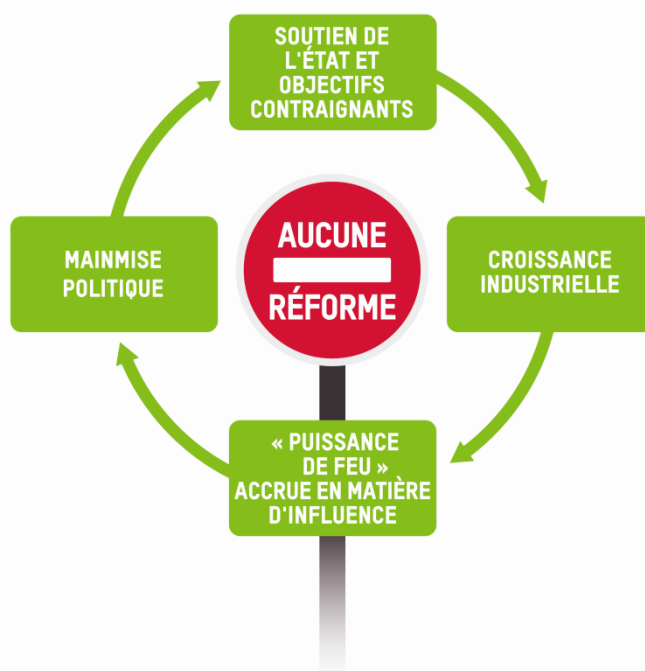 SOUTIEN DE
L'ÉTAT ET
OBJECTIFS
CONTRAIGNANTS
AUCUNE
RÉFORME
MAINMISE
POLITIQUE
CROISSANCE
INDUSTRIELLE
« PUISSANCE
DE FEU »
ACCRUE EN MATIÈRE
D'INFLUENCE